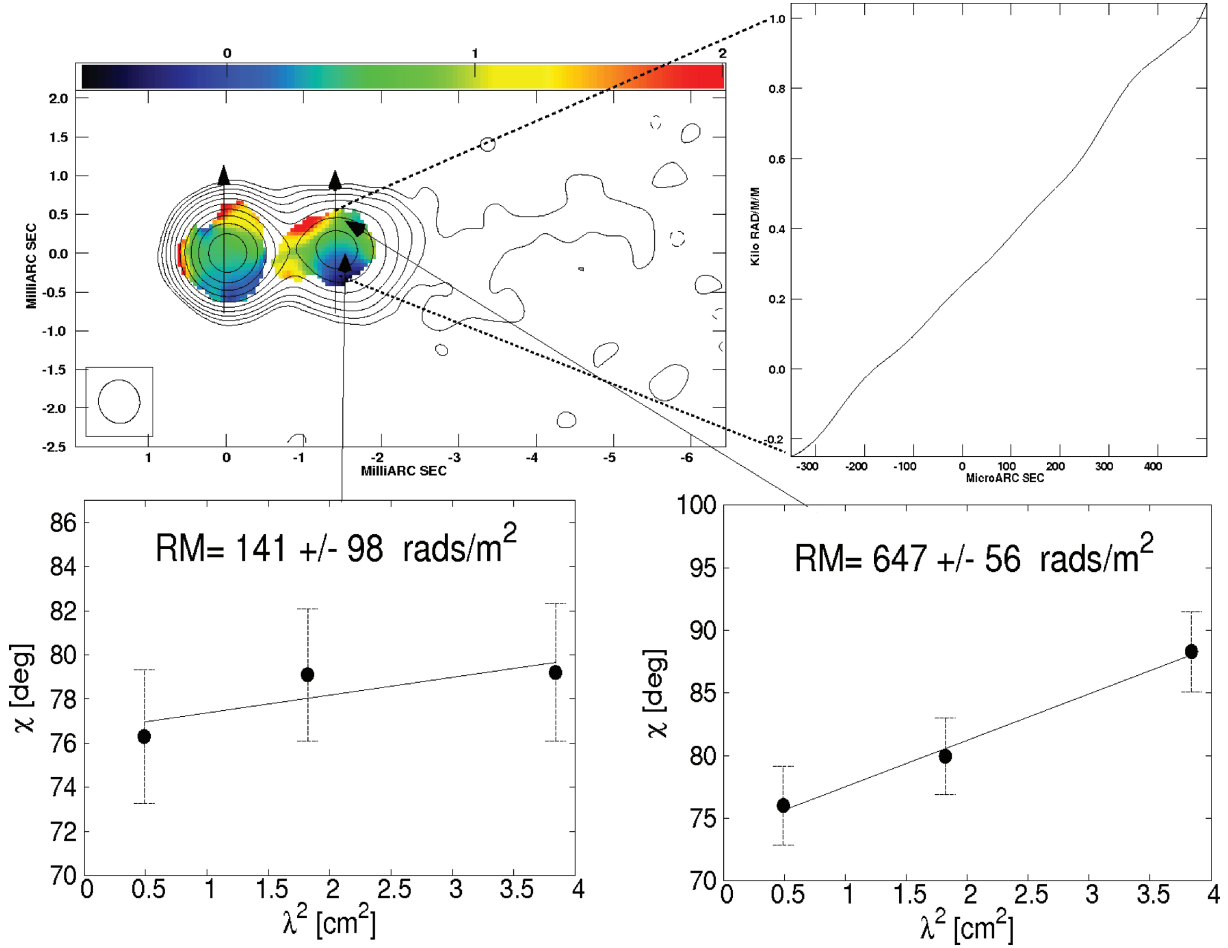 0 1 2
2.0
1.5
1.0
0.5
0.0
-0.5
-1.0
-1.5
-2.0
-2.5
MilliARC SEC
1 0 -1 -2 -3 -4 -5 -6
MilliARC SEC
1.0
0.8
0.6
0.4
0.2
0.0
-0.2
Kilo RAD/M/M
-300 -200 -100 0 100 200 300 400
MicroARC SEC
RM= 141 +/- 98 rads/m²
86
84
82
80
78
76
74
72
70
χ [deg]
0 0.5 1 1.5 2 2.5 3 3.5 4
λ² [cm²]
RM= 647 +/- 56 rads/m²
100
95
90
85
80
75
70
χ [deg]
0 0.5 1 1.5 2 2.5 3 3.5 4
λ² [cm²]